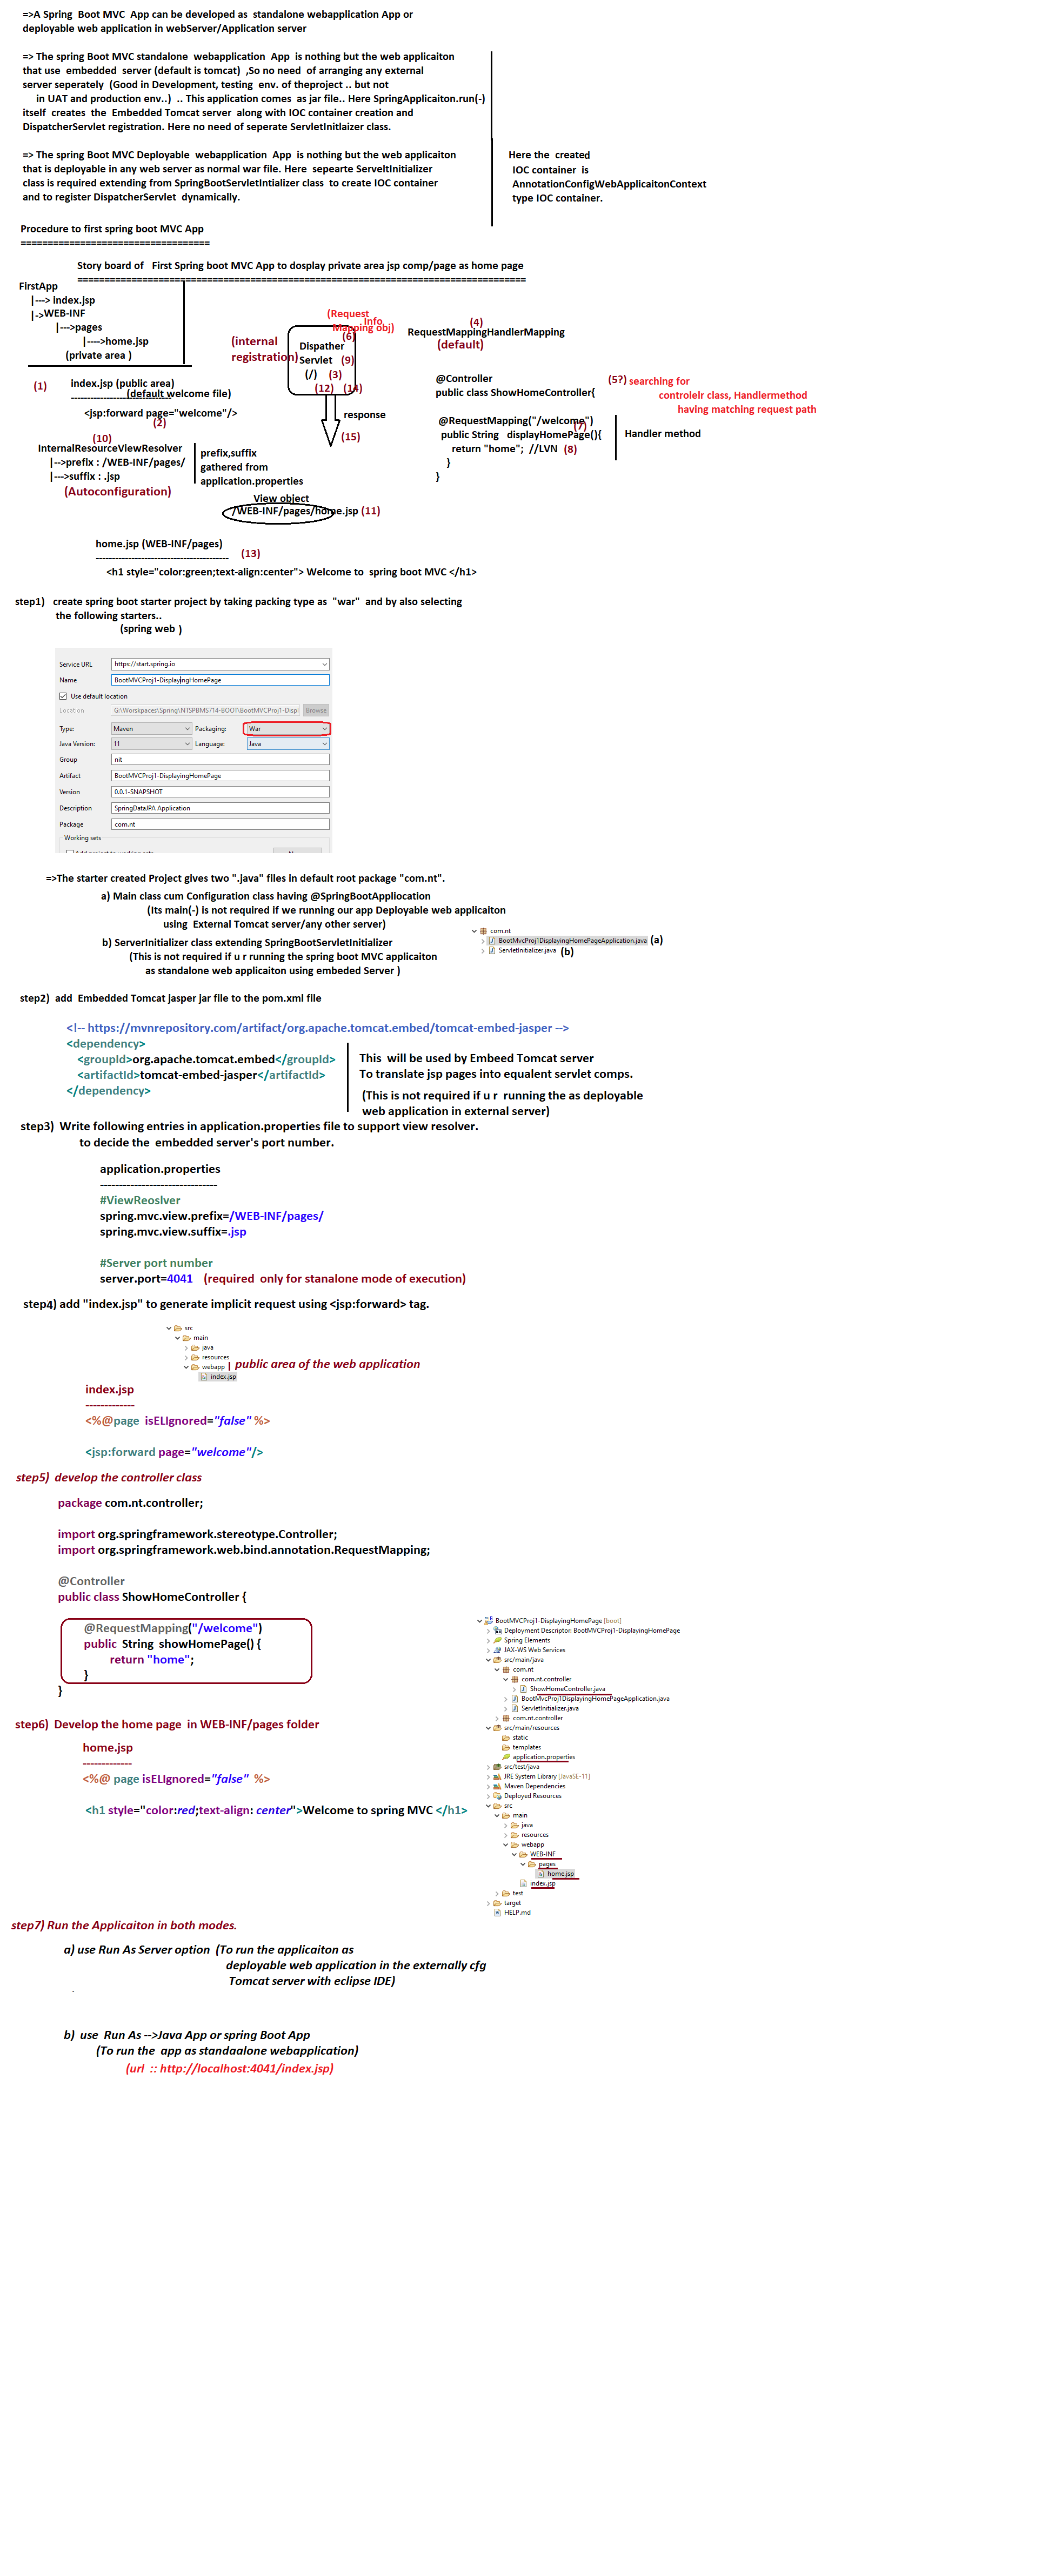 =>A Spring  Boot MVC  App can be developed as  standalone webapplication App or
deployable web application in webServer/Application server
=> The spring Boot MVC standalone  webapplication  App  is nothing but the web applicaiton
that use  embedded  server (default is tomcat)  ,So no need  of arranging any external
server seperately  (Good in Development, testing  env. of theproject .. but not
in UAT and production env..)  .. This application comes  as jar file.. Here SpringApplicaiton.run(-)
itself  creates  the  Embedded Tomcat server  along with IOC container creation and
DispatcherServlet registration. Here no need of seperate ServletInitlaizer class.
=> The spring Boot MVC Deployable  webapplication  App  is nothing but the web applicaiton
that is deployable in any web server as normal war file. Here  sepearte ServeltInitializer
class is required extending from SpringBootServletIntializer class  to create IOC container
and to register DispatcherServlet  dynamically.
Here the  created
IOC container  is
AnnotationConfigWebApplicaitonContext
type IOC container.
Procedure to first spring boot MVC App
===================================
Story board of   First Spring boot MVC App to dosplay private area jsp comp/page as home page
===================================================================================
FirstApp
|---> index.jsp
|->WEB-INF
|--->pages
|---->home.jsp
(private area )
(1)
index.jsp (public area)
----------------------------
(default welcome file)
<jsp:forward page="welcome"/>
(2)
(10)
InternalResourceViewResolver
|-->prefix : /WEB-INF/pages/
|--->suffix : .jsp
(Autoconfiguration)
prefix,suffix
gathered from
application.properties
(internal
registration)
(Request
Info
Mapping obj)
(6)
Dispather
Servlet  (9)
(/)   (3)
(12)   (14)
response
(15)
(4)
RequestMappingHandlerMapping
(default)
@Controller
public class ShowHomeController{
@RequestMapping("/welcome")
(7)
public String   displayHomePage(){
return "home";  //LVN  (8)
}
}
(5?) searching for
controlelr class, Handlermethod
having matching request path
Handler method
View object
/WEB-INF/pages/home.jsp (11)
home.jsp (WEB-INF/pages)
----------------------------------------
(13)
<h1 style="color:green;text-align:center"> Welcome to  spring boot MVC </h1>
step1)   create spring boot starter project by taking packing type as  "war"  and by also selecting
the following starters..
(spring web )
Service URL https://start.spring.io
Name BootMVCProj1-DisplayingHomePage
Use default location
Location G:\Worskpaces\Spring\NTSPBMS714-BOOT\BootMVCProj1-Displ Browse
Type: Maven Packaging: War
Java Version: 11 Language: Java
Group nit
Artifact BootMVCProj1-DisplayingHomePage
Version 0.0.1-SNAPSHOT
Description SpringDataJPA Application
Package com.nt
Working sets
=>The starter created Project gives two ".java" files in default root package "com.nt".
a) Main class cum Configuration class having @SpringBootAppliocation
(Its main(-) is not required if we running our app Deployable web applicaiton
using  External Tomcat server/any other server)
b) ServerInitializer class extending SpringBootServletInitializer
(This is not required if u r running the spring boot MVC applicaiton
as standalone web applicaiton using embeded Server )
com.nt
BootMvcProj1DisplayingHomePageApplication.java (a)
ServletInitializer.java (b)
step2)  add  Embedded Tomcat jasper jar file to the pom.xml file
<!-- https://mvnrepository.com/artifact/org.apache.tomcat.embed/tomcat-embed-jasper -->
<dependency>
<groupId>org.apache.tomcat.embed</groupId>
<artifactId>tomcat-embed-jasper</artifactId>
</dependency>
This  will be used by Embeed Tomcat server
To translate jsp pages into equalent servlet comps.
(This is not required if u r  running the as deployable
web application in external server)
step3)  Write following entries in application.properties file to support view resolver.
to decide the  embedded server's port number.
application.properties
-------------------------------
#ViewReoslver
spring.mvc.view.prefix=/WEB-INF/pages/
spring.mvc.view.suffix=.jsp
#Server port number
server.port=4041    (required  only for stanalone mode of execution)
step4) add "index.jsp" to generate implicit request using <jsp:forward> tag.
src
main
java
resources
webapp
public area of the web application
index.jsp
index.jsp
-------------
<%@page  isELIgnored="false" %>
<jsp:forward page="welcome"/>
step5)  develop the controller class
package com.nt.controller;
import org.springframework.stereotype.Controller;
import org.springframework.web.bind.annotation.RequestMapping;
@Controller
public class ShowHomeController {
@RequestMapping("/welcome")
public  String  showHomePage() {
return "home";
}
}
BootMVCProj1-DisplayingHomePage [boot]
Deployment Descriptor: BootMVCProj1-DisplayingHomePage
Spring Elements
JAX-WS Web Services
src/main/java
com.nt
com.nt.controller
ShowHomeController.java
BootMvcProj1DisplayingHomePageApplication.java
ServletInitializer.java
com.nt.controller
src/main/resources
static
templates
application.properties
src/test/java
JRE System Library [JavaSE-11]
Maven Dependencies
Deployed Resources
src
main
java
resources
webapp
WEB-INF
pages
home.jsp
index.jsp
test
target
HELP.md
step6)  Develop the home page  in WEB-INF/pages folder
home.jsp
-------------
<%@ page isELIgnored="false"  %>
<h1 style="color:red;text-align: center">Welcome to spring MVC </h1>
step7) Run the Applicaiton in both modes.
a) use Run As Server option  (To run the applicaiton as
deployable web application in the externally cfg
Tomcat server with eclipse IDE)
b)  use  Run As -->Java App or spring Boot App
(To run the  app as standaalone webapplication)
(url  :: http://localhost:4041/index.jsp)